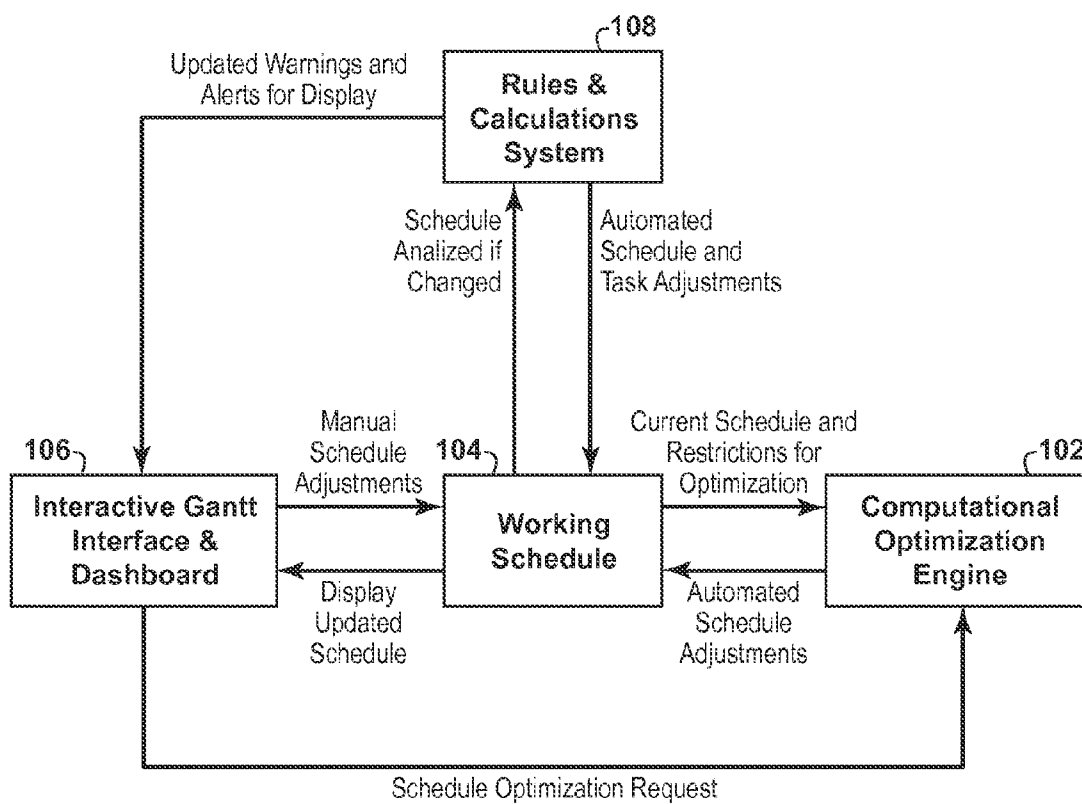 108
Updated Warnings and
Alerts for Display
Rules &
Calculations
System
Schedule
Analized if
Changed
Automated
Schedule and
Task Adjustments
106
Manual
Schedule
Adjustments
104
Current Schedule and
Restrictions for
Optimization
102
Interactive Gantt
Interface &
Dashboard
Working
Schedule
Computational
Optimization
Engine
Display
Updated
Schedule
Automated
Schedule
Adjustments
Schedule Optimization Request